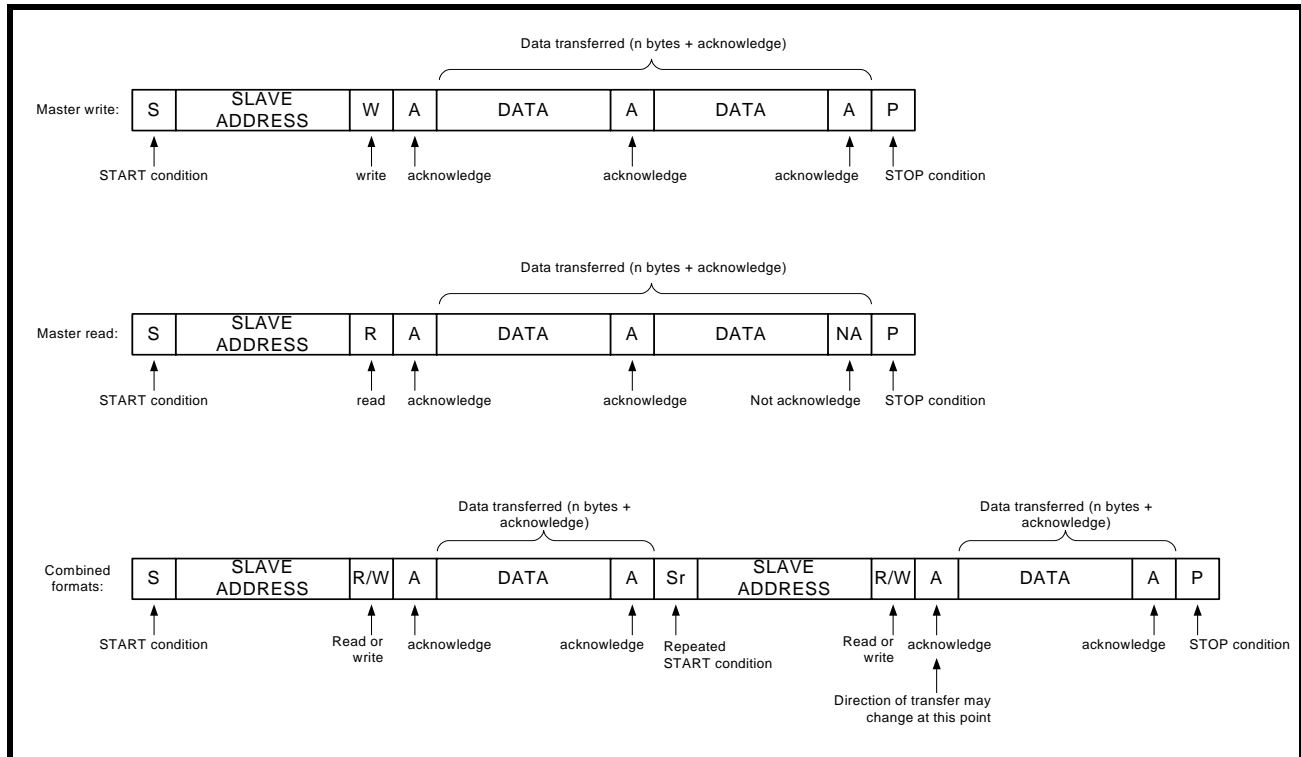 Data transferred (n bytes + acknowledge)
Master write:
S
SLAVE
ADDRESS
W
A
DATA
A
DATA
A
P
START condition
write
acknowledge
acknowledge
acknowledge
STOP condition
Data transferred (n bytes + acknowledge)
Master read:
S
SLAVE
ADDRESS
R
A
DATA
A
DATA
NA
P
START condition
read
acknowledge
acknowledge
Not acknowledge
STOP condition
Data transferred (n bytes +
acknowledge)
Data transferred (n bytes +
acknowledge)
Combined
formats:
S
SLAVE
ADDRESS
R/W
A
DATA
A
Sr
SLAVE
ADDRESS
R/W
A
DATA
A
P
START condition
Read or
write
acknowledge
acknowledge
Repeated
START condition
Read or
write
acknowledge
acknowledge
STOP condition
Direction of transfer may
change at this point